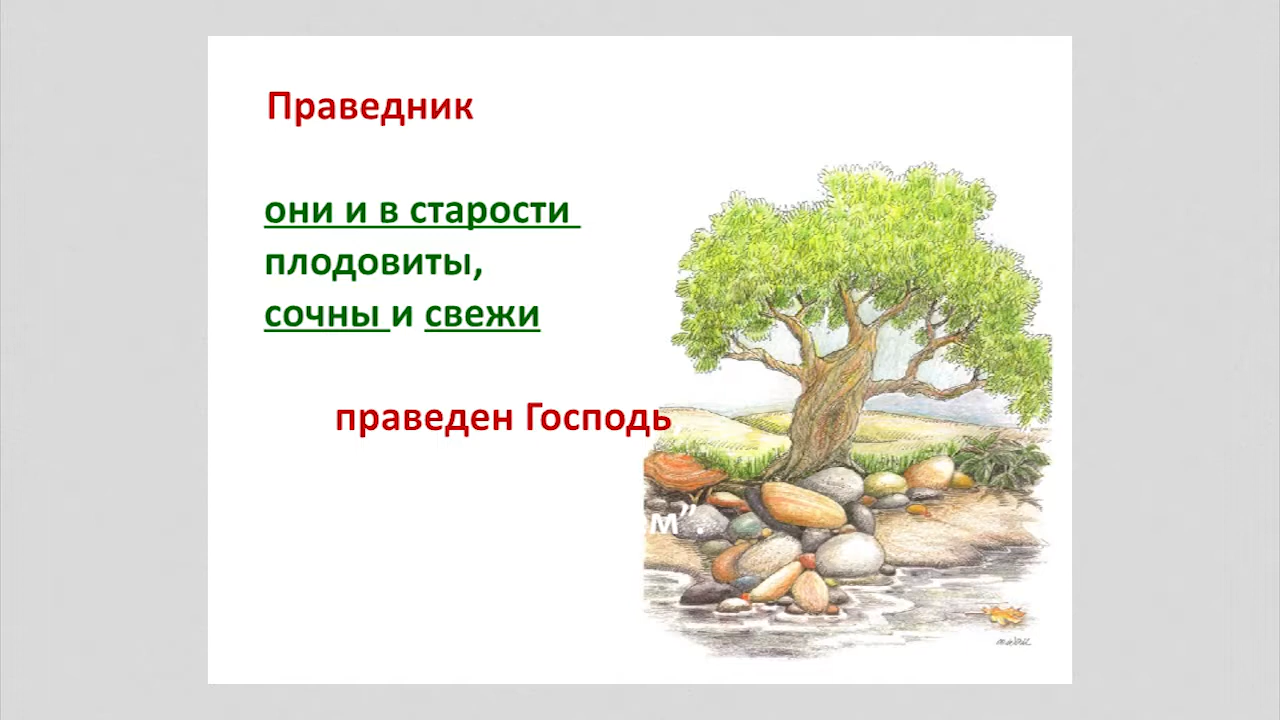 Праведник
они и в старости
плодовиты,
сочны и свежи
праведен Господь
м”.